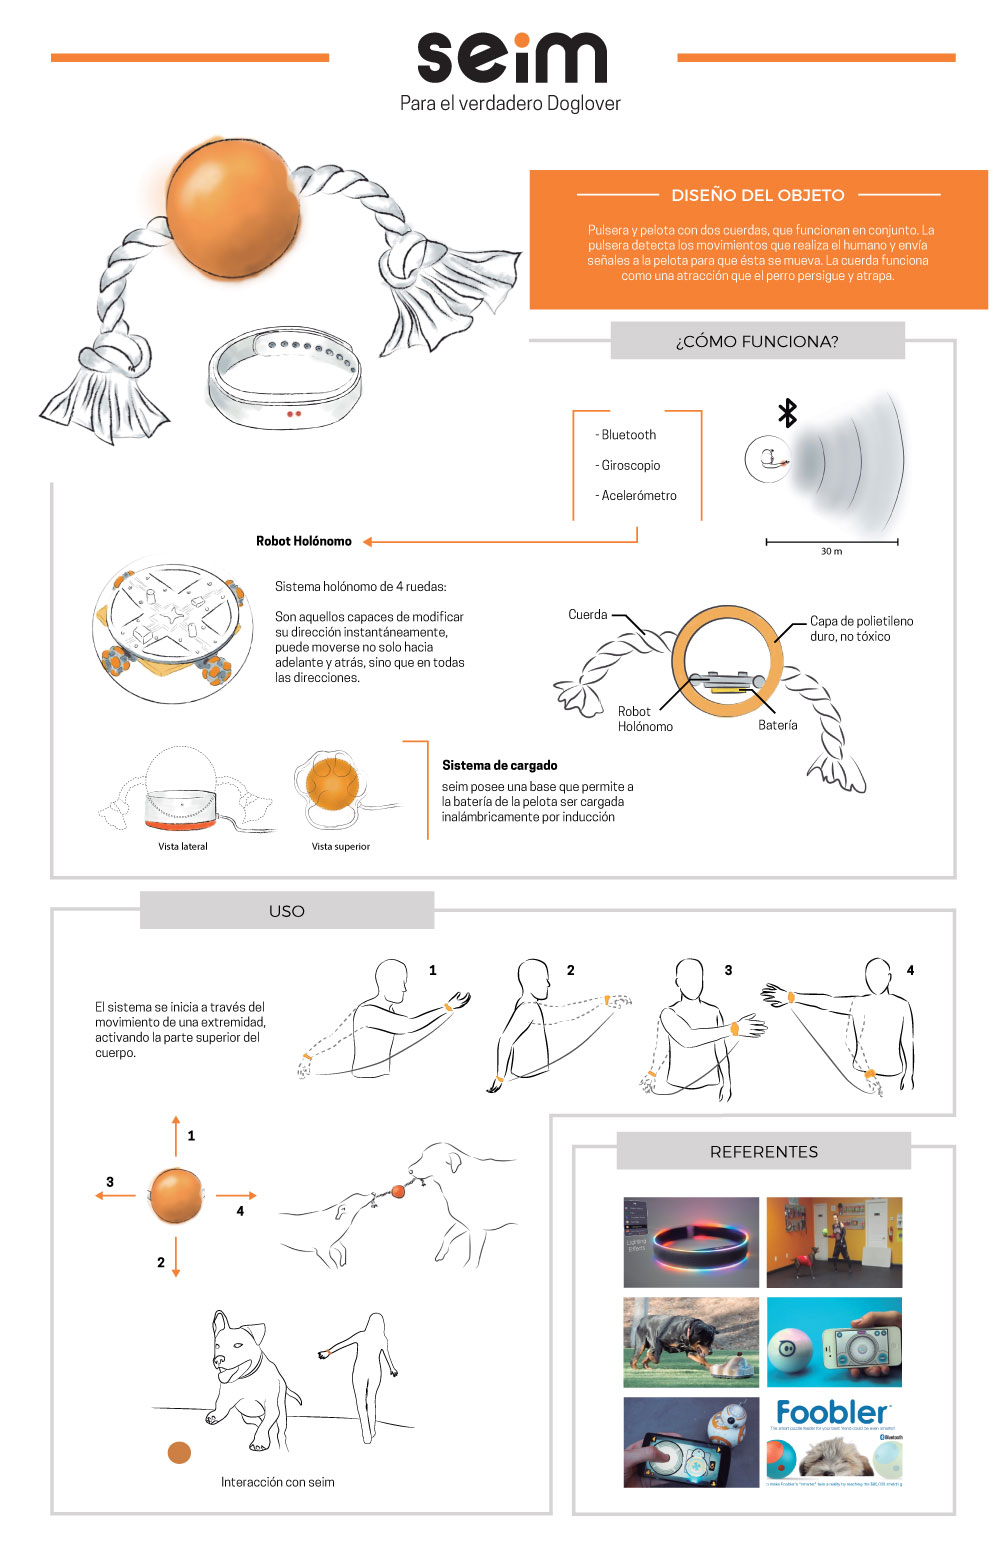 seim
Para el verdadero Doglover
DISEÑO DEL OBJETO
Pulsera y pelota con dos cuerdas, que funcionan en conjunto. La
pulsera detecta los movimientos que realiza el humano y envía
señales a la pelota para que ésta se mueva. La cuerda funciona
como una atracción que el perro persigue y atrapa.
¿CÓMO FUNCIONA?
- Bluetooth
- Giroscopio
- Acelerómetro
30 m
Robot Holónomo
Sistema holónomo de 4 ruedas:
Son aquellos capaces de modificar
su dirección instantáneamente,
puede moverse no solo hacia
adelante y atrás, sino que en todas
las direcciones.
Cuerda
Capa de polietileno
duro, no tóxico
Robot
Holónomo
Batería
Sistema de cargado
seim posee una base que permite a
la batería de la pelota ser cargada
inalámbricamente por inducción
Vista lateral
Vista superior
USO
El sistema se inicia a través del
movimiento de una extremidad,
activando la parte superior del
cuerpo.
1
2
3
4
1
3
4
2
Interacción con seim
REFERENTES
Foobler
Bluetooth